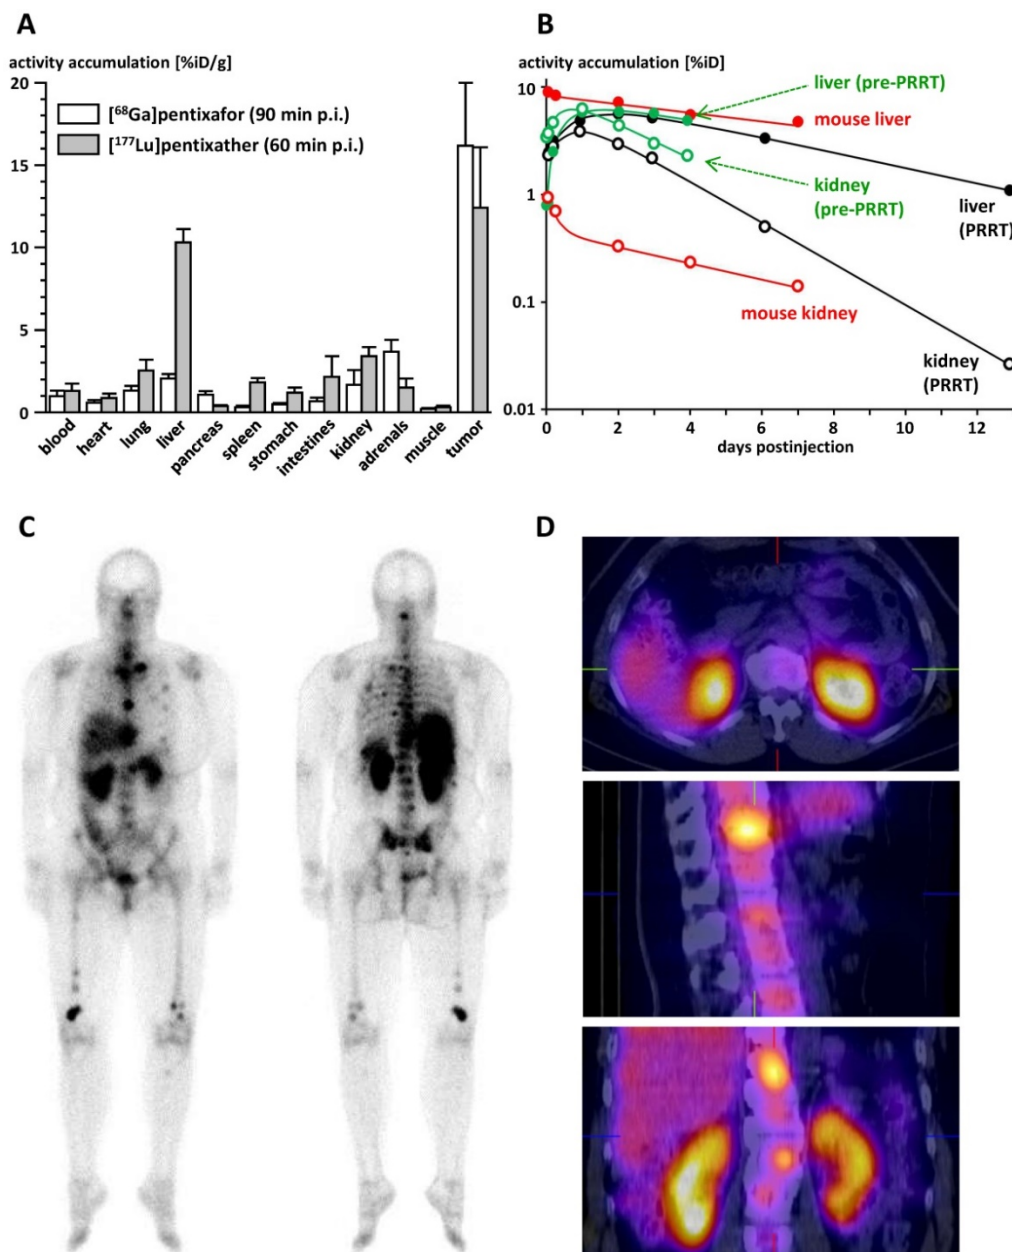 A
activity accumulation [%iD/g]
20
15
10
5
0
[⁶⁸Ga]pentixafor (90 min p.i.)
[¹⁷⁷Lu]pentixather (60 min p.i.)
blood
heart
lung
liver
pancreas
spleen
stomach
intestines
kidney
adrenals
muscle
tumor
B
activity accumulation [%iD]
10
1
0.1
0.01
liver (pre-PRRT)
mouse liver
kidney
(pre-PRRT)
liver
(PRRT)
mouse kidney
kidney
(PRRT)
0 2 4 6 8 10 12
days postinjection
C
D